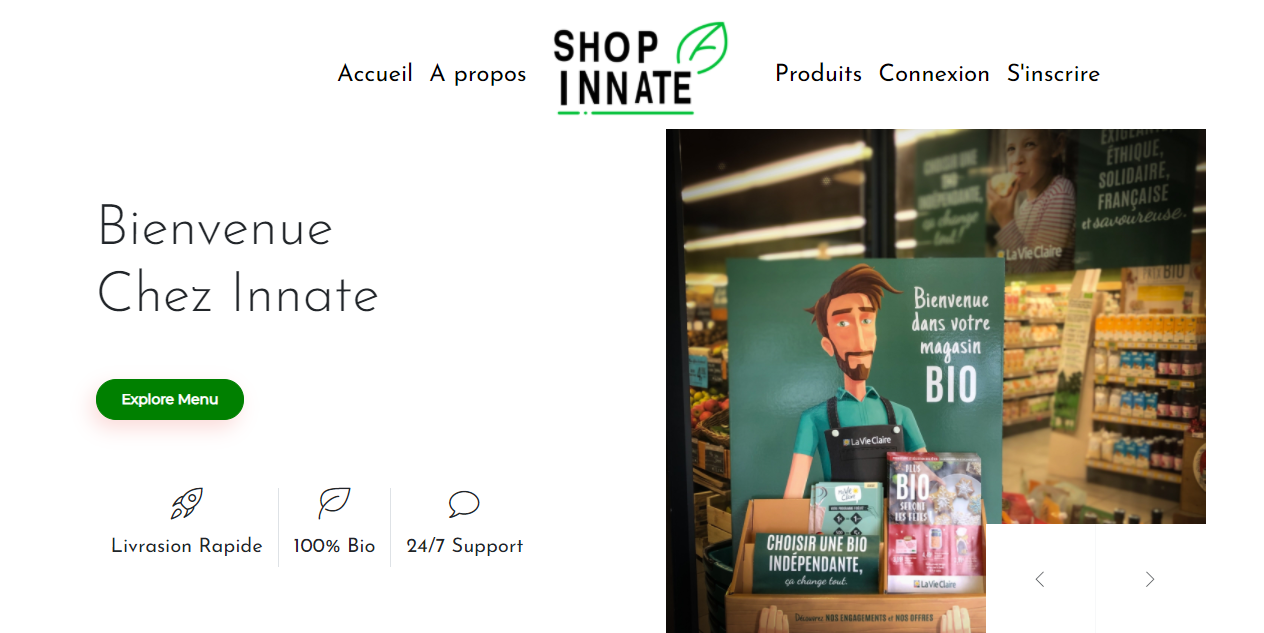 Accueil
A propos
SHOP
INNATE
Produits
Connexion
S'inscrire
Bienvenue
Chez Innate
Explore Menu
Livrasion Rapide
100% Bio
24/7 Support
CHOISIR UNE
INDÉPENDANTE,
ça change
tout!
EXIGEANTE,
ÉTHIQUE,
SOLIDAIRE,
FRANÇAISE
et savoureuse.
La Vie Claire
Bienvenue
dans votre
magasin
BIO
La Vie Claire
PLUS
BIO
SERONT
LES FÊTES
La Vie Claire
CHOISIR UNE BIO
INDÉPENDANTE,
ça change tout.
Découvrez NOS ENGAGEMENTS et NOS OFFRES